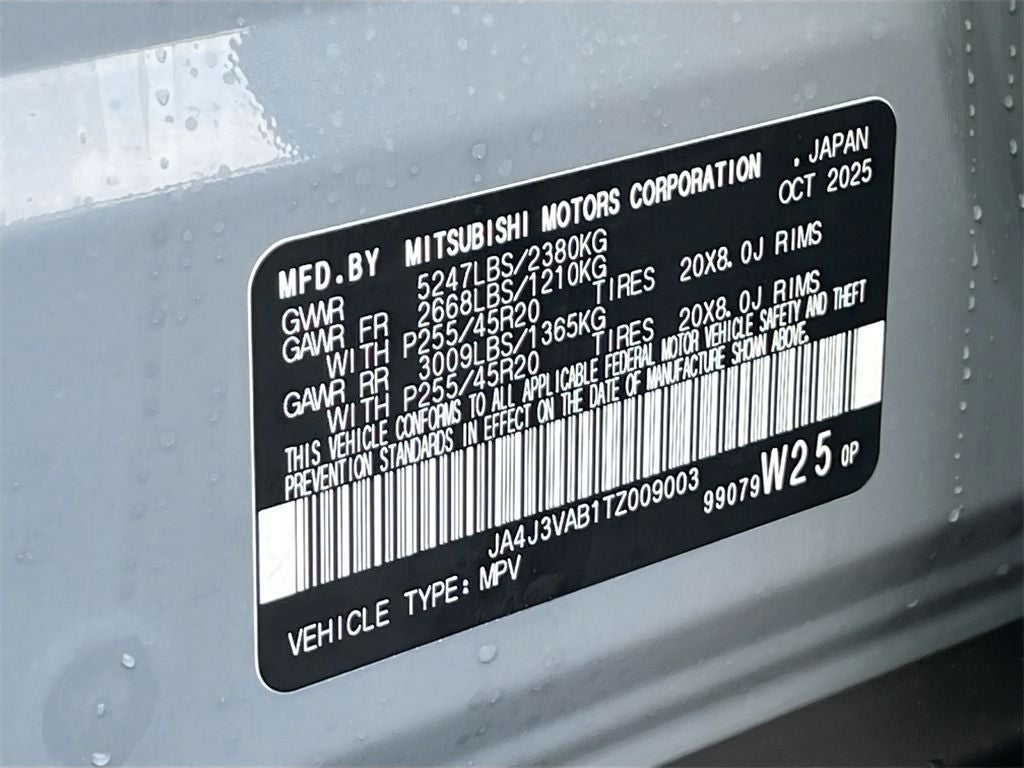 MFD.BY MITSUBISHI MOTORS CORPORATION . JAPAN
OCT 2025
GVWR 5247LBS/2380KG
GAWR FR 2668LBS/1210KG
WITH P255/45R20 TIRES 20X8.0J RIMS
GAWR RR 3009LBS/1365KG
WITH P255/45R20 TIRES 20X8.0J RIMS
THIS VEHICLE CONFORMS TO ALL APPLICABLE FEDERAL MOTOR VEHICLE SAFETY AND THEFT
PREVENTION STANDARDS IN EFFECT ON THE DATE OF MANUFACTURE SHOWN ABOVE.
JA4J3VAB1TZ009003 99079W25 0P
VEHICLE TYPE: MPV